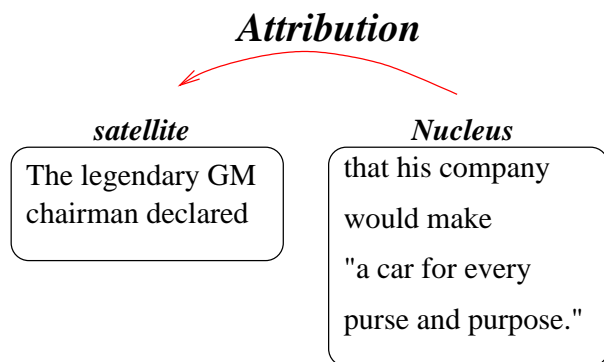 Attribution
satellite
Nucleus
The legendary GM
chairman declared
that his company
would make
"a car for every
purse and purpose."